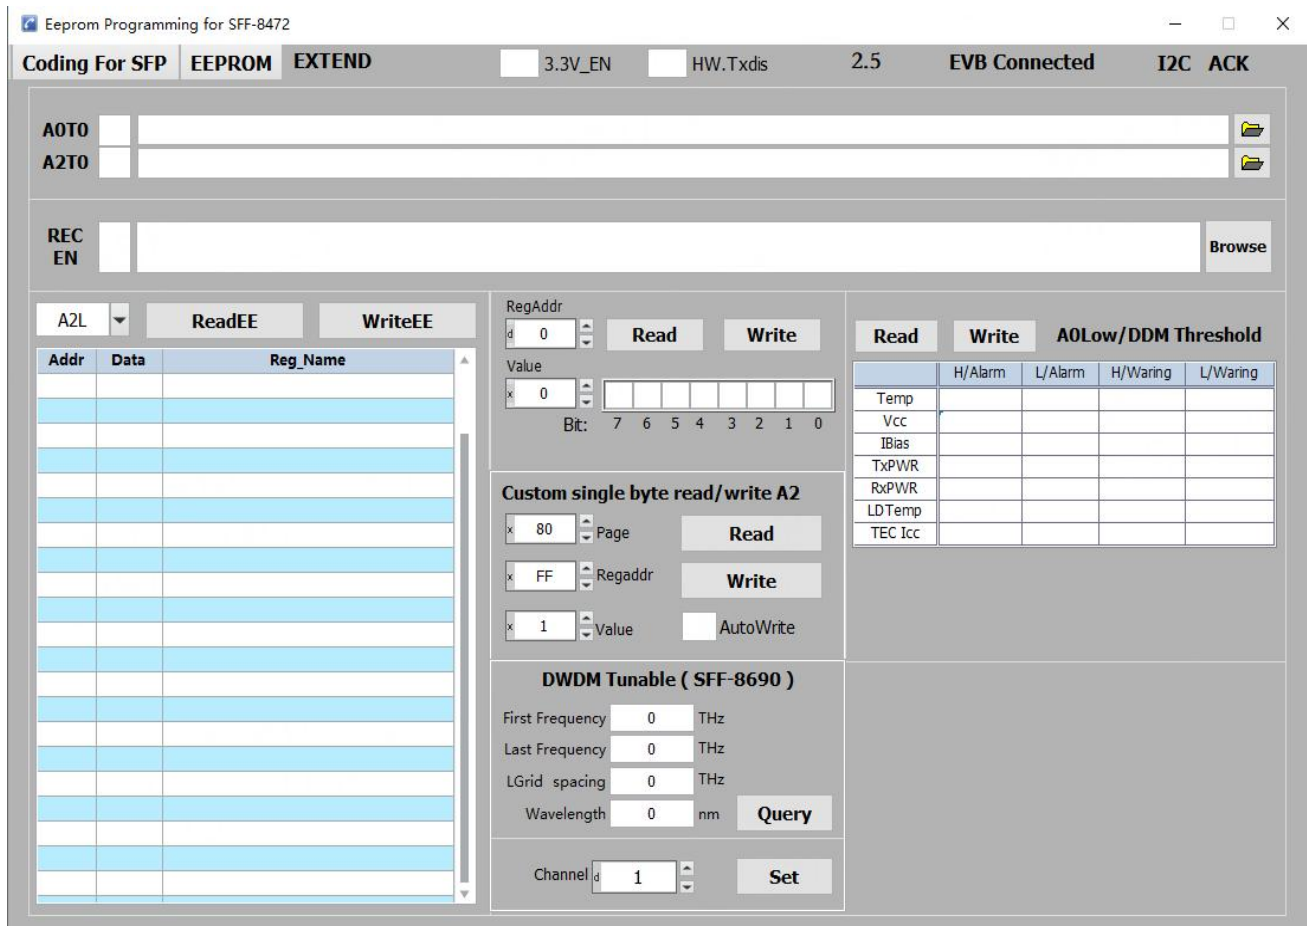 Eeprom Programming for SFF-8472
Coding For SFP EEPROM EXTEND 3.3V_EN HW.Txdis 2.5 EVB Connected I2C ACK
A0T0
A2T0
REC
EN
Browse
A2L ReadEE WriteEE
Addr Data Reg_Name
RegAddr
d 0 Read Write
Value
x 0
Bit: 7 6 5 4 3 2 1 0
Custom single byte read/write A2
x 80 Page Read
x FF Regaddr Write
x 1 Value AutoWrite
DWDM Tunable ( SFF-8690 )
First Frequency 0 THz
Last Frequency 0 THz
LGrid spacing 0 THz
Wavelength 0 nm Query
Channel d 1 Set
Read Write A0Low/DDM Threshold
H/Alarm L/Alarm H/Waring L/Waring
Temp
Vcc
IBias
TxPWR
RxPWR
LDTemp
TEC Icc